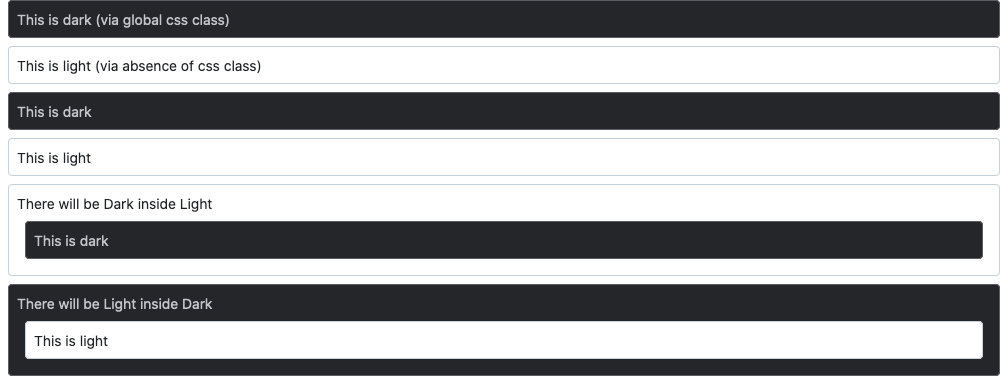 This is dark (via global css class)
This is light (via absence of css class)
This is dark
This is light
There will be Dark inside Light
This is dark
There will be Light inside Dark
This is light